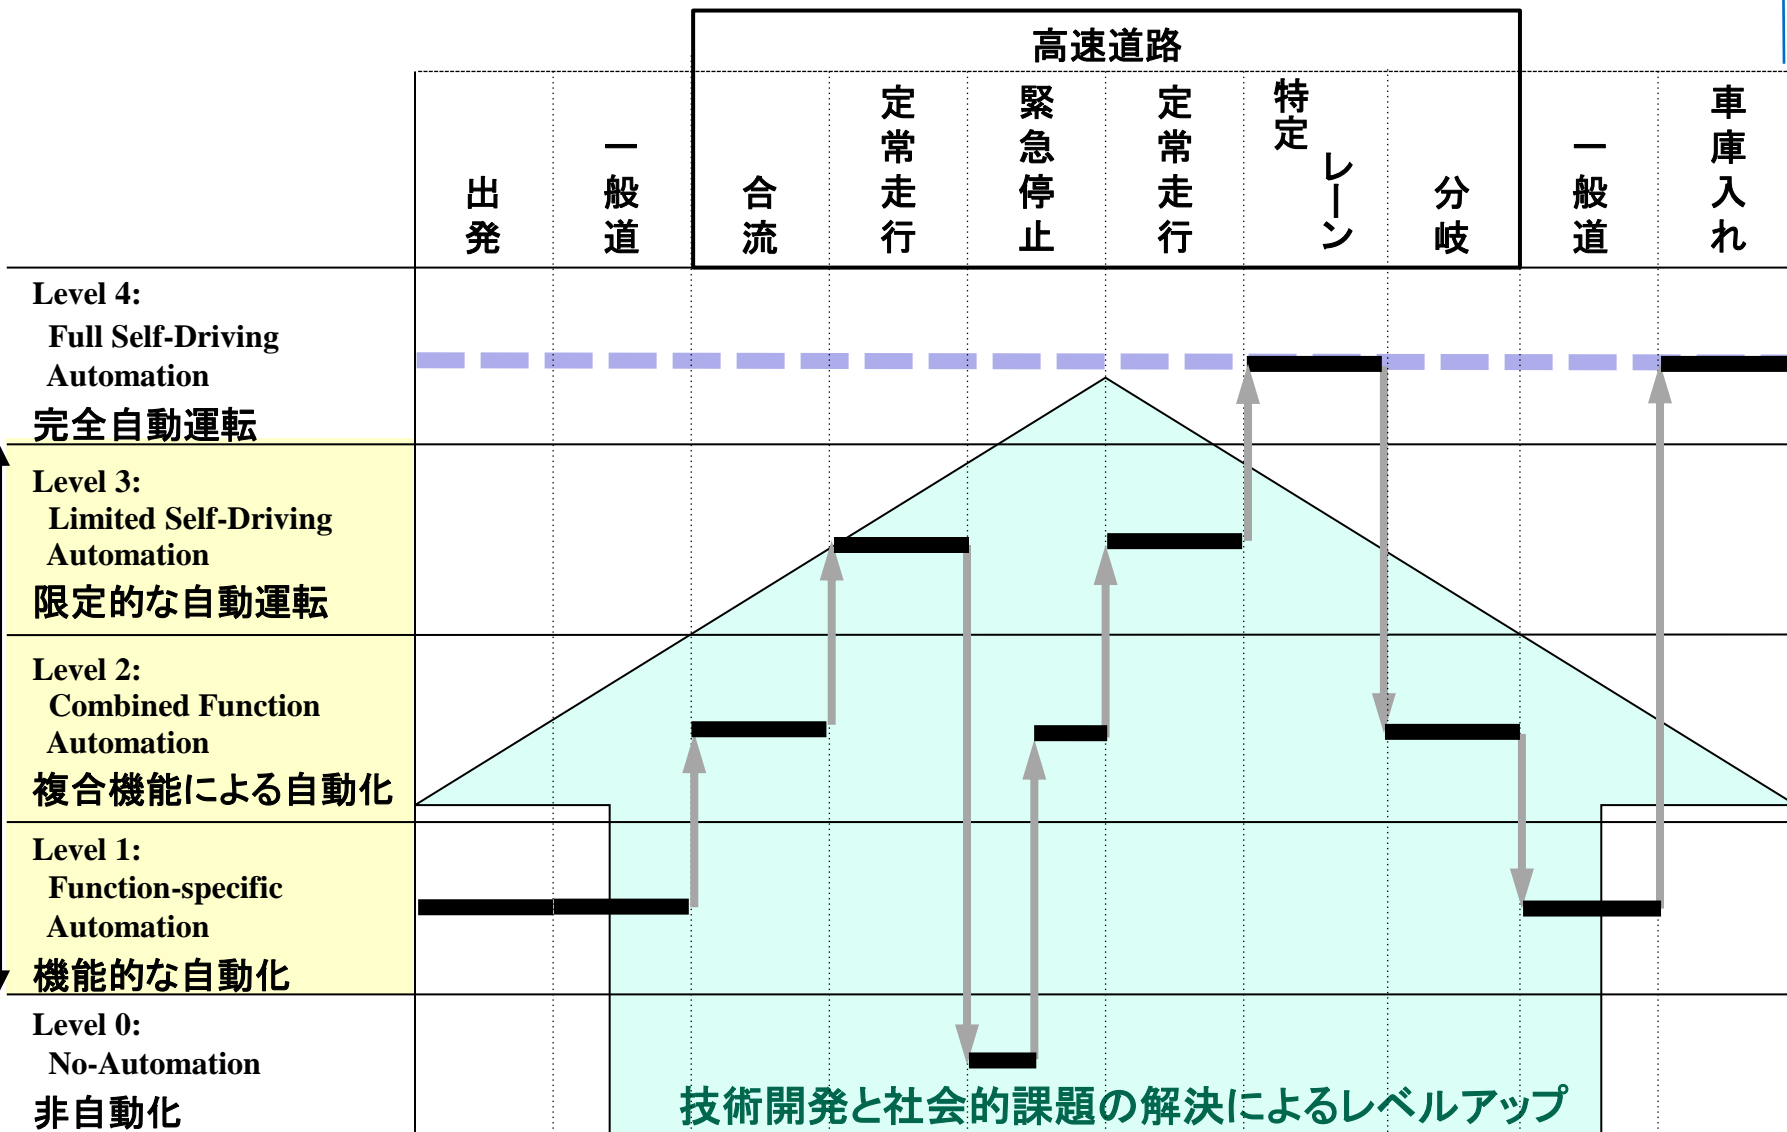 高速道路
出発
一般道
合流
定常走行
緊急停止
定常走行
特定
レーン
分岐
一般道
車庫入れ
Level 4:
Full Self-Driving
Automation
完全自動運転
Level 3:
Limited Self-Driving
Automation
限定的な自動運転
Level 2:
Combined Function
Automation
複合機能による自動化
Level 1:
Function-specific
Automation
機能的な自動化
Level 0:
No-Automation
非自動化
技術開発と社会的課題の解決によるレベルアップ